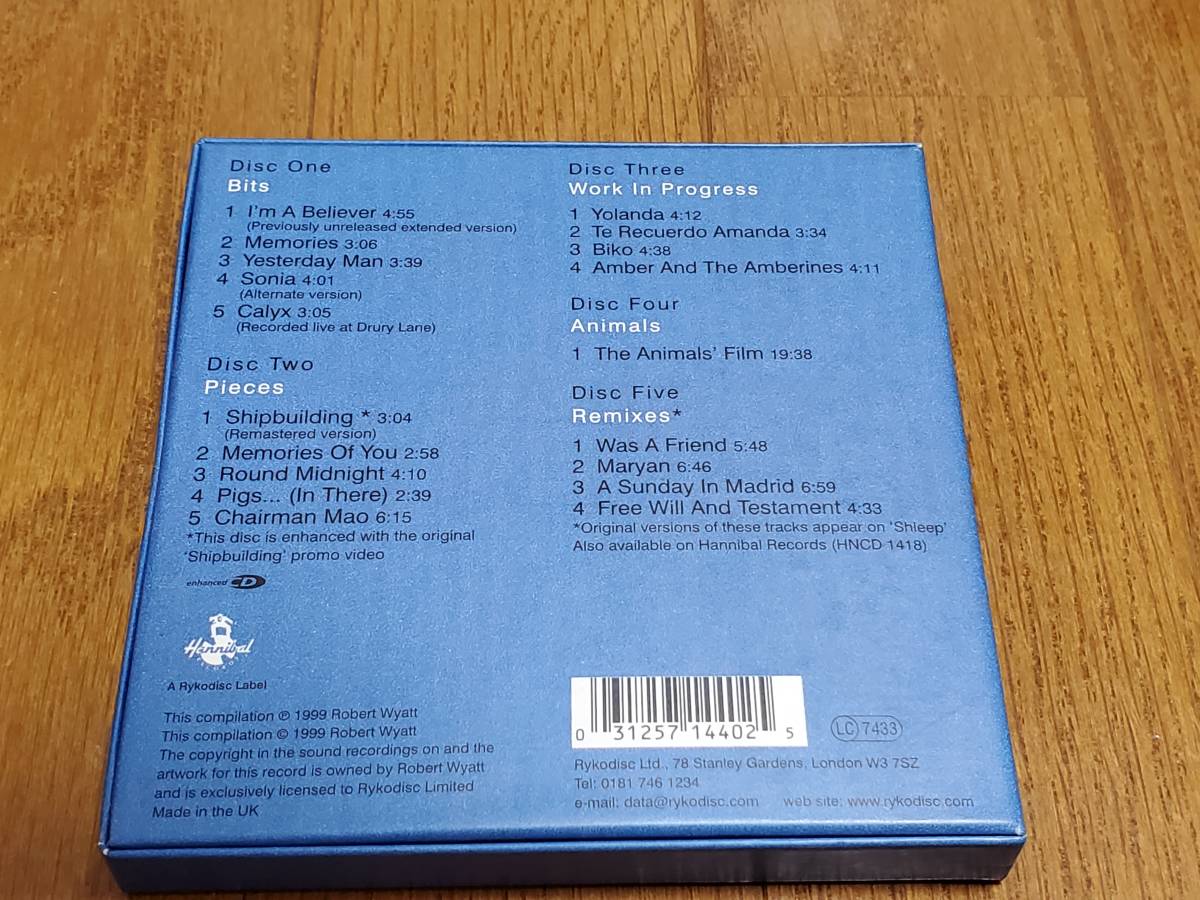 Disc One
Bits
1 I'm A Believer 4:55
(Previously unreleased extended version)
2 Memories 3:06
3 Yesterday Man 3:39
4 Sonia 4:01
(Alternate version)
5 Calyx 3:05
(Recorded live at Drury Lane)
Disc Two
Pieces
1 Shipbuilding * 3:04
(Remastered version)
2 Memories Of You 2:58
3 Round Midnight 4:10
4 Pigs... (In There) 2:39
5 Chairman Mao 6:15
*This disc is enhanced with the original
'Shipbuilding' promo video
enhanced CD
Hannibal
RECORDS
A Rykodisc Label
This compilation ℗ 1999 Robert Wyatt
This compilation © 1999 Robert Wyatt
The copyright in the sound recordings on and the
artwork for this record is owned by Robert Wyatt
and is exclusively licensed to Rykodisc Limited
Made in the UK
Disc Three
Work In Progress
1 Yolanda 4:12
2 Te Recuerdo Amanda 3:34
3 Biko 4:38
4 Amber And The Amberines 4:11
Disc Four
Animals
1 The Animals' Film 19:38
Disc Five
Remixes*
1 Was A Friend 5:48
2 Maryan 6:46
3 A Sunday In Madrid 6:59
4 Free Will And Testament 4:33
*Original versions of these tracks appear on 'Shleep'
Also available on Hannibal Records (HNCD 1418)
0 31257 14402 5
LC 7433
Rykodisc Ltd., 78 Stanley Gardens, London W3 7SZ
Tel: 0181 746 1234
e-mail: data@rykodisc.com web site: www.rykodisc.com